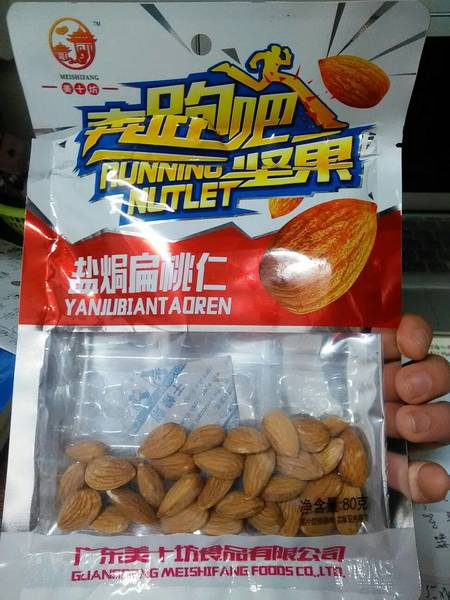 TM
MEISHIFANG
美十坊
奔跑吧
RUNNING
NUTLET
坚果
盐焗扁桃仁
YANJUBIANTAOREN
净含量:80克
广东美十坊食品有限公司
GUANGDONG MEISHIFANG FOODS CO.,LTD.